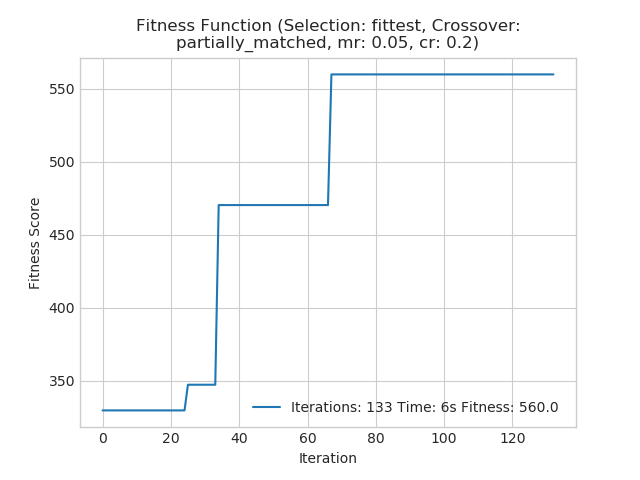 Fitness Function (Selection: fittest, Crossover:
partially_matched, mr: 0.05, cr: 0.2)
Fitness Score
550
500
450
400
350
Iterations: 133 Time: 6s Fitness: 560.0
0 20 40 60 80 100 120
Iteration